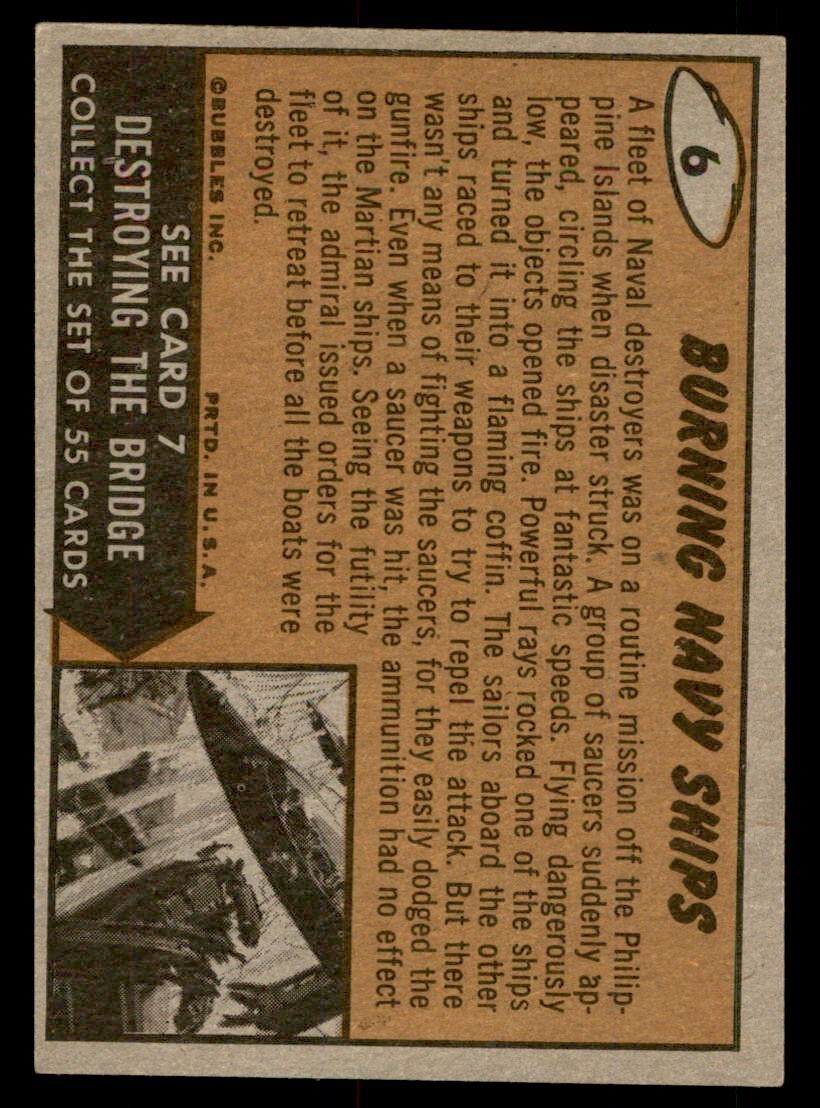 6
BURNING NAVY SHIPS
A fleet of Naval destroyers was on a routine mission off the Philip-
pine Islands when disaster struck. A group of saucers suddenly ap-
peared, circling the ships at fantastic speeds. Flying dangerously
low, the objects opened fire. Powerful rays rocked one of the ships
and turned it into a flaming coffin. The sailors aboard the other
ships raced to their weapons to try to repel the attack. But there
wasn't any means of fighting the saucers, for they easily dodged the
gunfire. Even when a saucer was hit, the ammunition had no effect
on the Martian ships. Seeing the futility
of it, the admiral issued orders for the
fleet to retreat before all the boats were
destroyed.
©BUBBLES INC. PRTD. IN U.S.A.
SEE CARD 7
DESTROYING THE BRIDGE
COLLECT THE SET OF 55 CARDS